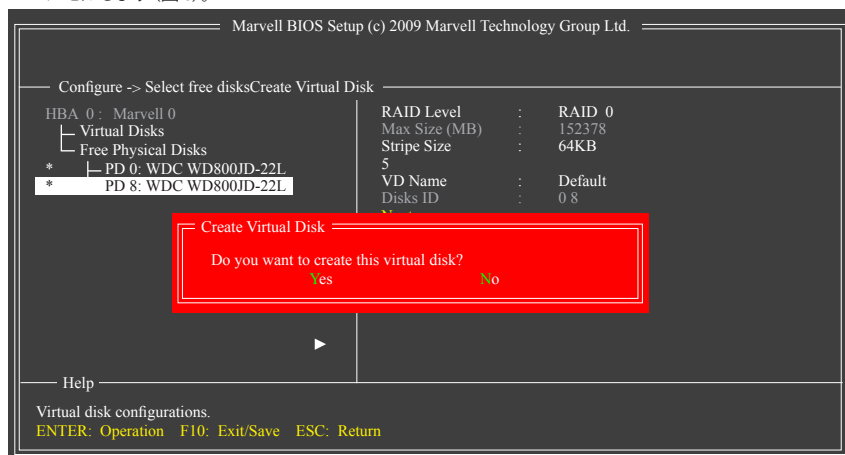 Marvell BIOS Setup (c) 2009 Marvell Technology Group Ltd.
Configure -> Select free disksCreate Virtual Disk
HBA 0 : Marvell 0
Virtual Disks
Free Physical Disks
* PD 0: WDC WD800JD-22L
* PD 8: WDC WD800JD-22L
RAID Level : RAID 0
Max Size (MB) : 152378
Stripe Size : 64KB
5
VD Name : Default
Disks ID : 0 8
Create Virtual Disk
Do you want to create this virtual disk?
Yes No
Help
Virtual disk configurations.
ENTER: Operation F10: Exit/Save ESC: Return